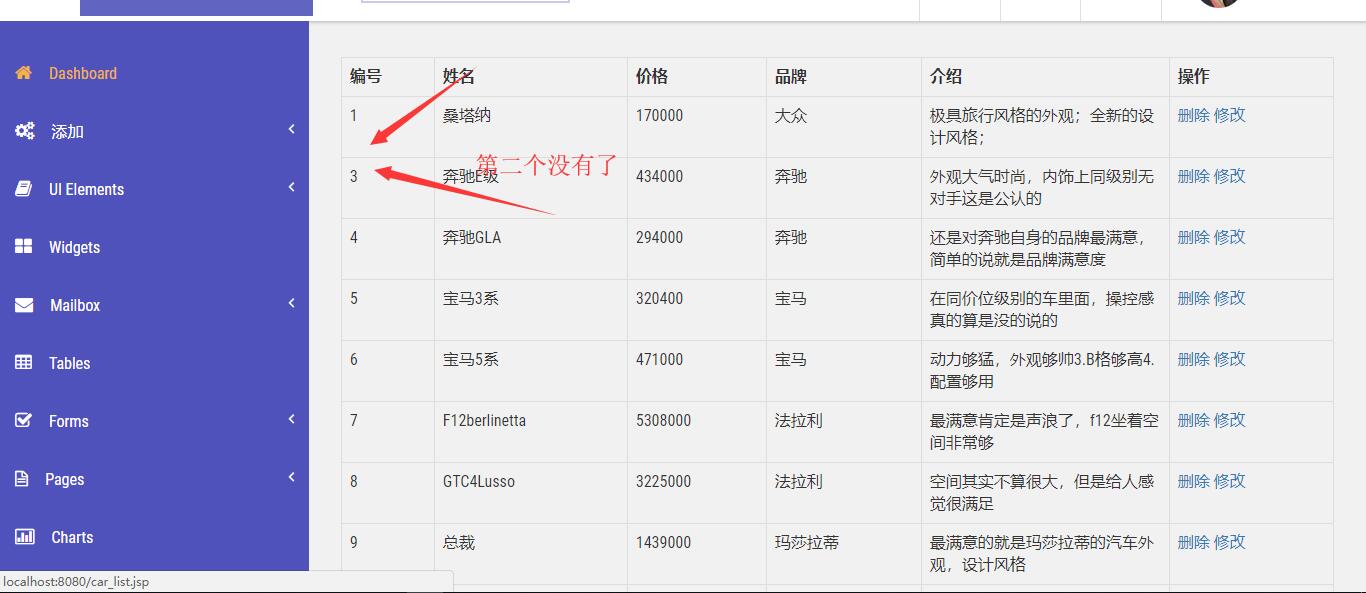 Dashboard
添加
UI Elements
Widgets
Mailbox
Tables
Forms
Pages
Charts
localhost:8080/car_list.jsp
编号 姓名 价格 品牌 介绍 操作
1 桑塔纳 170000 大众 极具旅行风格的外观；全新的设 删除 修改
计风格；
第二个没有了
3 奔驰E级 434000 奔驰 外观大气时尚，内饰上同级别无 删除 修改
对手这是公认的
4 奔驰GLA 294000 奔驰 还是对奔驰自身的品牌最满意， 删除 修改
简单的说就是品牌满意度
5 宝马3系 320400 宝马 在同价位级别的车里面，操控感 删除 修改
真的算是没的说的
6 宝马5系 471000 宝马 动力够猛，外观够帅3.B格够高4. 删除 修改
配置够用
7 F12berlinetta 5308000 法拉利 最满意肯定是声浪了，f12坐着空 删除 修改
间非常够
8 GTC4Lusso 3225000 法拉利 空间其实不算很大，但是给人感 删除 修改
觉很满足
9 总裁 1439000 玛莎拉蒂 最满意的就是玛莎拉蒂的汽车外 删除 修改
观，设计风格